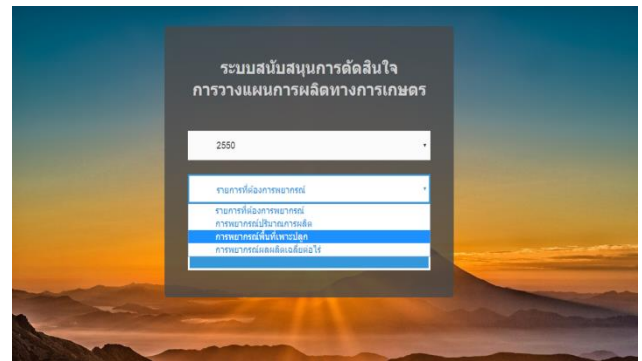 ระบบสนับสนุนการตัดสินใจ
การวางแผนการผลิตทางการเกษตร
2550
รายการที่ต้องการพยากรณ์
รายการที่ต้องการพยากรณ์
การพยากรณ์ปริมาณการผลิต
การพยากรณ์พื้นที่เพาะปลูก
การพยากรณ์ผลผลิตเฉลี่ยต่อไร่